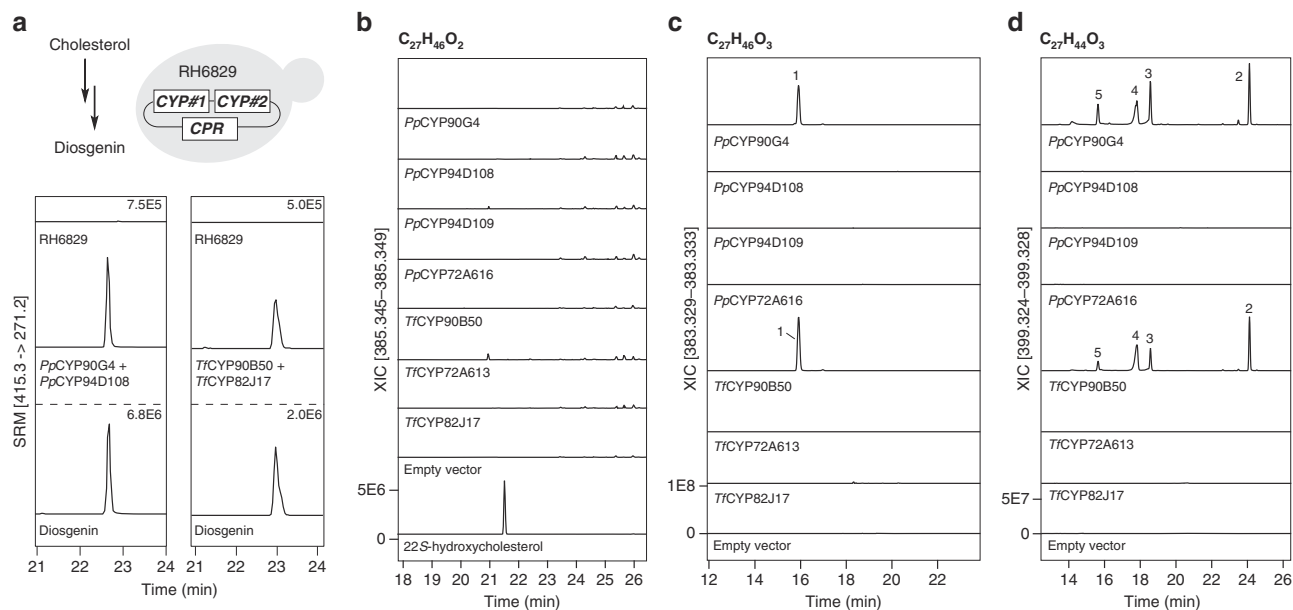 a
Cholesterol
Diosgenin
RH6829
CYP#1
CYP#2
CPR
SRM [415.3 -> 271.2]
7.5E5
RH6829
PpCYP90G4 +
PpCYP94D108
6.8E6
Diosgenin
21 22 23 24
5.0E5
RH6829
TfCYP90B50 +
TfCYP82J17
2.0E6
Diosgenin
21 22 23 24
Time (min)
b
C27H46O2
XIC [385.345–385.349]
PpCYP90G4
PpCYP94D108
PpCYP94D109
PpCYP72A616
TfCYP90B50
TfCYP72A613
TfCYP82J17
Empty vector
5E6
0
22S-hydroxycholesterol
18 19 20 21 22 23 24 25 26
Time (min)
c
C27H46O3
XIC [383.329–383.333]
1
PpCYP90G4
PpCYP94D108
PpCYP94D109
PpCYP72A616
1
TfCYP90B50
TfCYP72A613
1E8
TfCYP82J17
0
Empty vector
12 14 16 18 20 22
Time (min)
d
C27H44O3
XIC [399.324–399.328]
5 4 3 2
PpCYP90G4
PpCYP94D108
PpCYP94D109
PpCYP72A616
5 4 3 2
TfCYP90B50
TfCYP72A613
5E7
TfCYP82J17
0
Empty vector
14 16 18 20 22 24 26
Time (min)